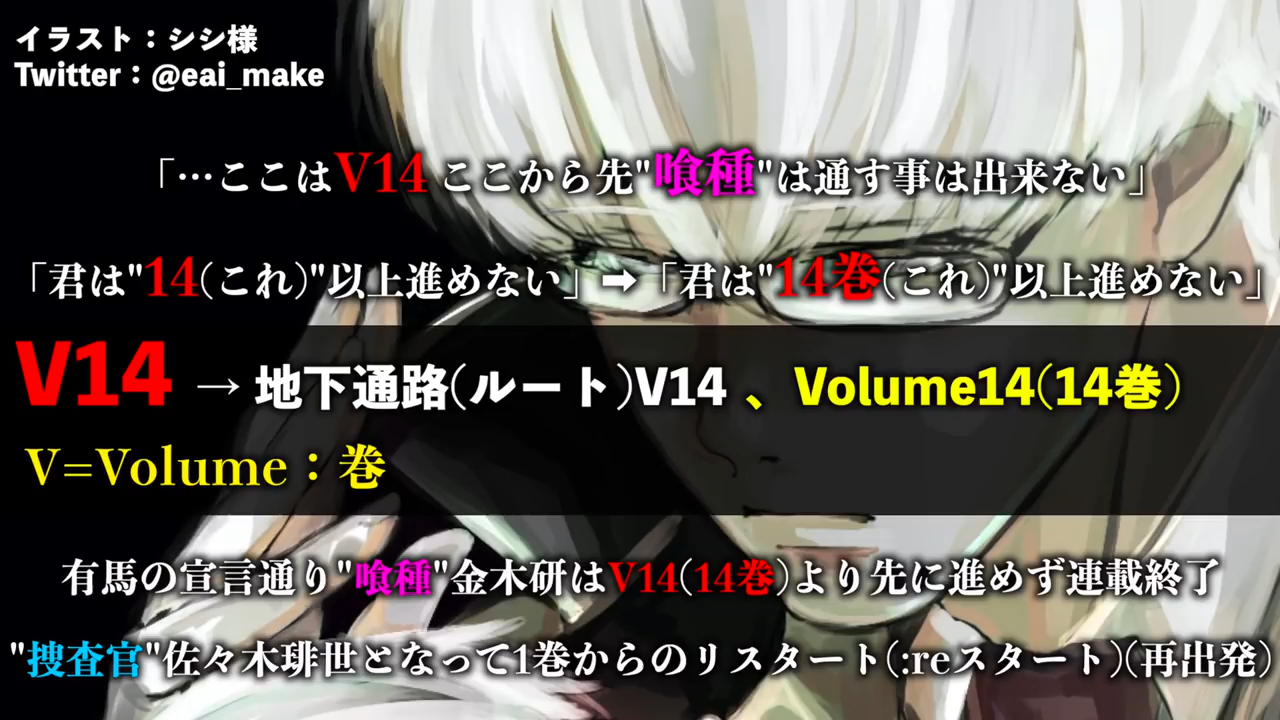 イラスト：シシ様
Twitter：@eai_make
「…ここはV14 ここから先"喰種"は通す事は出来ない」
「君は"14(これ)"以上進めない」➡「君は"14巻(これ)"以上進めない」
V14 → 地下通路(ルート)V14 、Volume14(14巻)
V=Volume：巻
有馬の宣言通り"喰種"金木研はV14(14巻)より先に進めず連載終了
"捜査官"佐々木琲世となって1巻からのリスタート(:reスタート)(再出発)